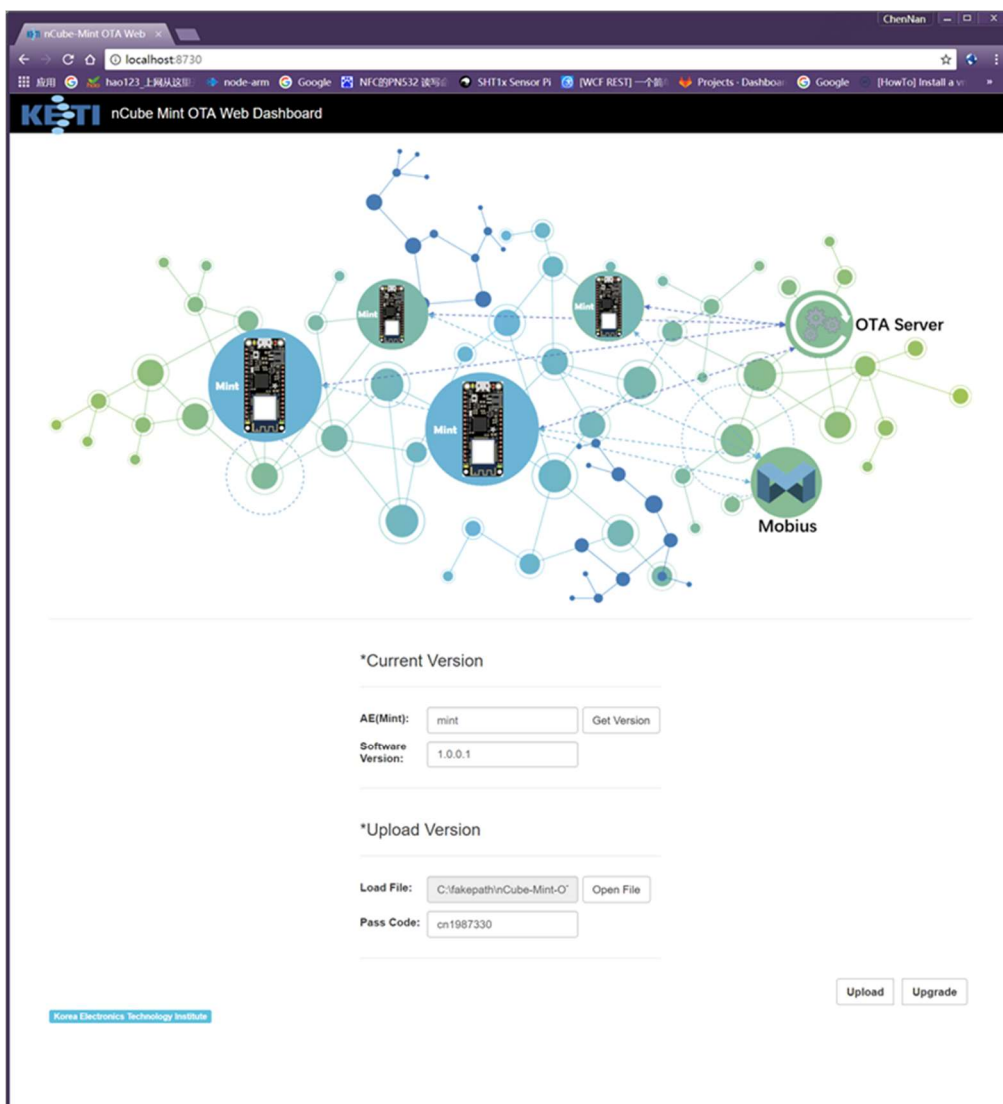 ChenNan
nCube-Mint OTA Web
localhost:8730
应用 hao123_上网从这里 node-arm Google NFC的PN532 读写 SHT1x Sensor Pi [WCF REST] 一个简 Projects · Dashboar Google [HowTo] Install a v
KETI nCube Mint OTA Web Dashboard
Mint
Mint
OTA Server
Mint
Mint
Mobius
*Current Version
AE(Mint): mint Get Version
Software
Version: 1.0.0.1
*Upload Version
Load File: C:\fakepath\nCube-Mint-O Open File
Pass Code: cn1987330
Upload Upgrade
Korea Electronics Technology Institute